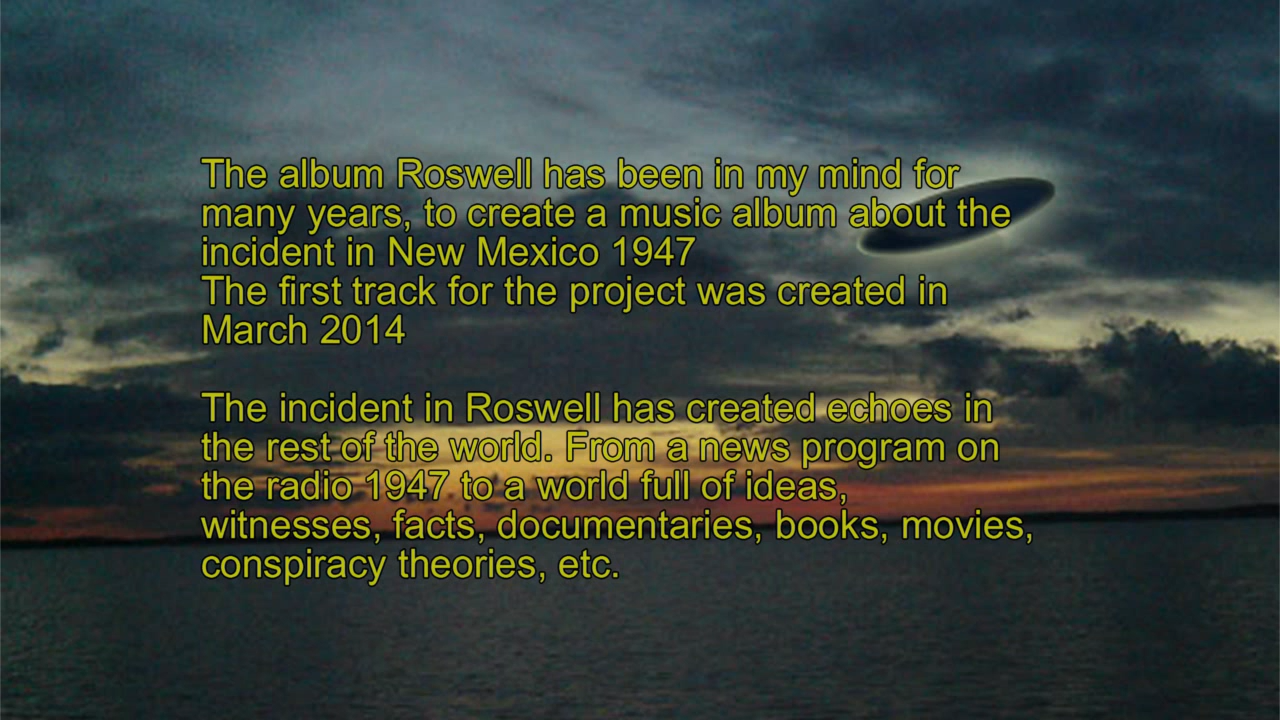 The album Roswell has been in my mind for
many years, to create a music album about the
incident in New Mexico 1947
The first track for the project was created in
March 2014
The incident in Roswell has created echoes in
the rest of the world. From a news program on
the radio 1947 to a world full of ideas,
witnesses, facts, documentaries, books, movies,
conspiracy theories, etc.